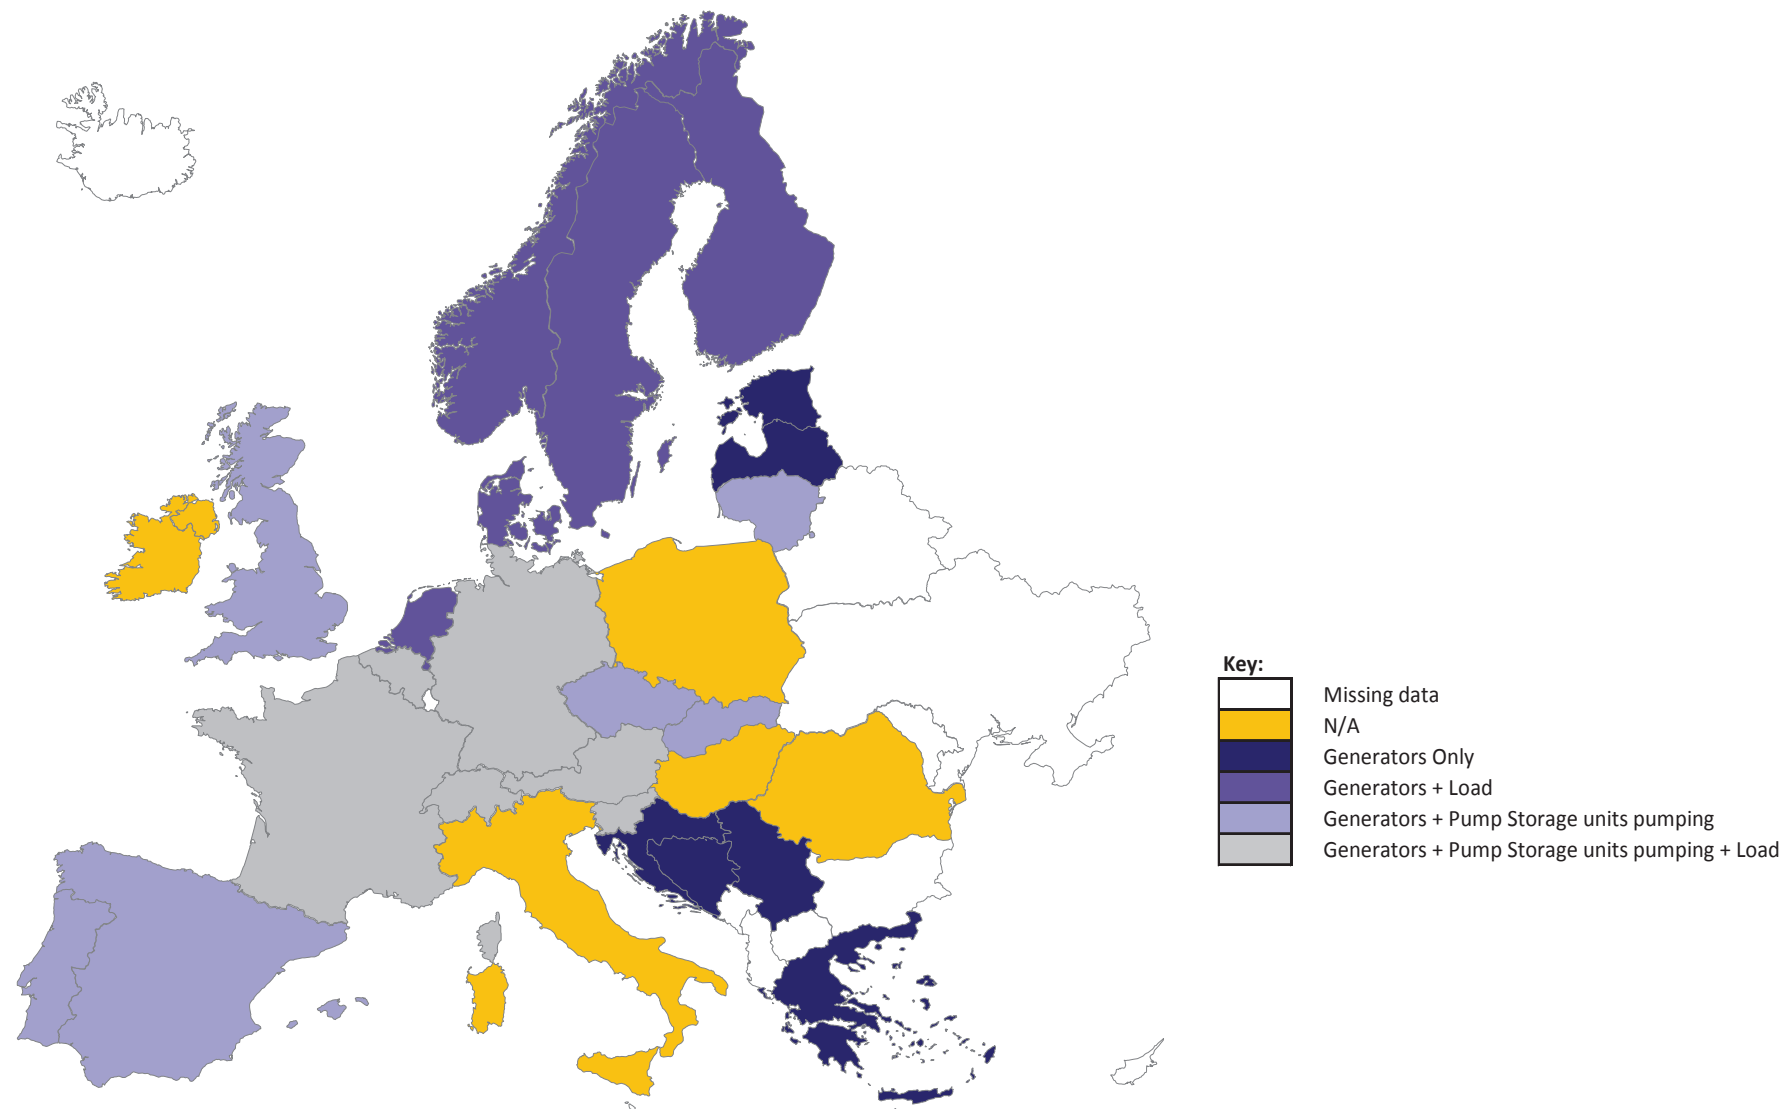 Key:
Missing data
N/A
Generators Only
Generators + Load
Generators + Pump Storage units pumping
Generators + Pump Storage units pumping + Load